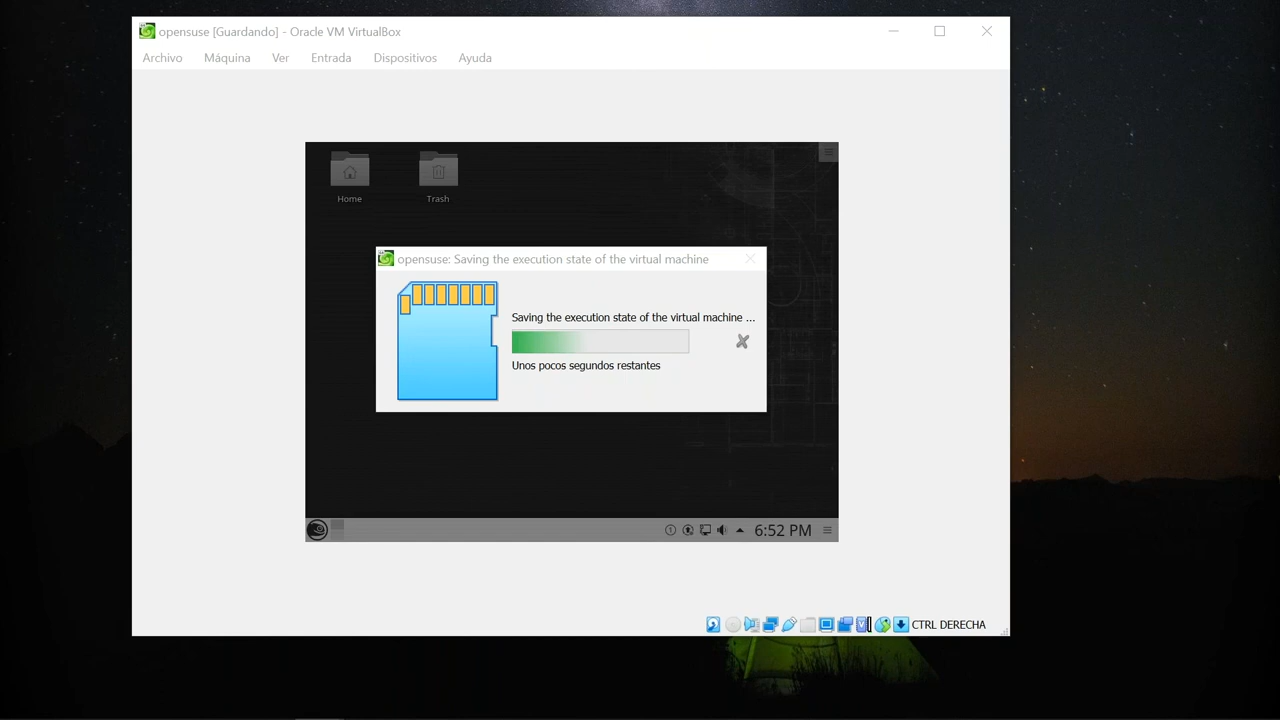 opensuse [Guardando] - Oracle VM VirtualBox
Archivo Máquina Ver Entrada Dispositivos Ayuda
Home Trash
opensuse: Saving the execution state of the virtual machine
Saving the execution state of the virtual machine ...
Unos pocos segundos restantes
6:52 PM
CTRL DERECHA